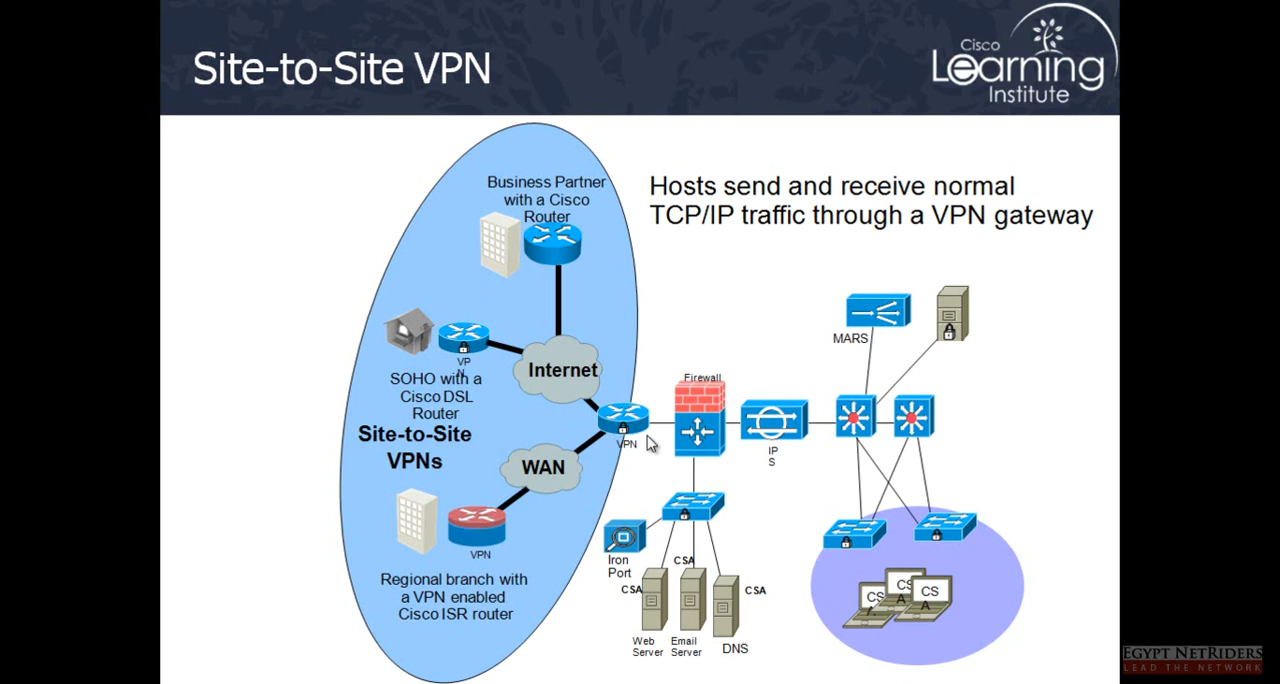 Site-to-Site VPN
Cisco
Learning
Institute
Business Partner
with a Cisco
Router
Hosts send and receive normal
TCP/IP traffic through a VPN gateway
MARS
VP
N
Internet
SOHO with a
Cisco DSL
Router
Firewall
Site-to-Site
VPNs
VPN
IP
S
WAN
VPN
Regional branch with
a VPN enabled
Cisco ISR router
Iron
Port
CSA
CSA
CSA
Web
Server
Email
Server
DNS
CS
A
CS
A
CS
A
EGYPT NETRIDERS
LEAD THE NETWORK